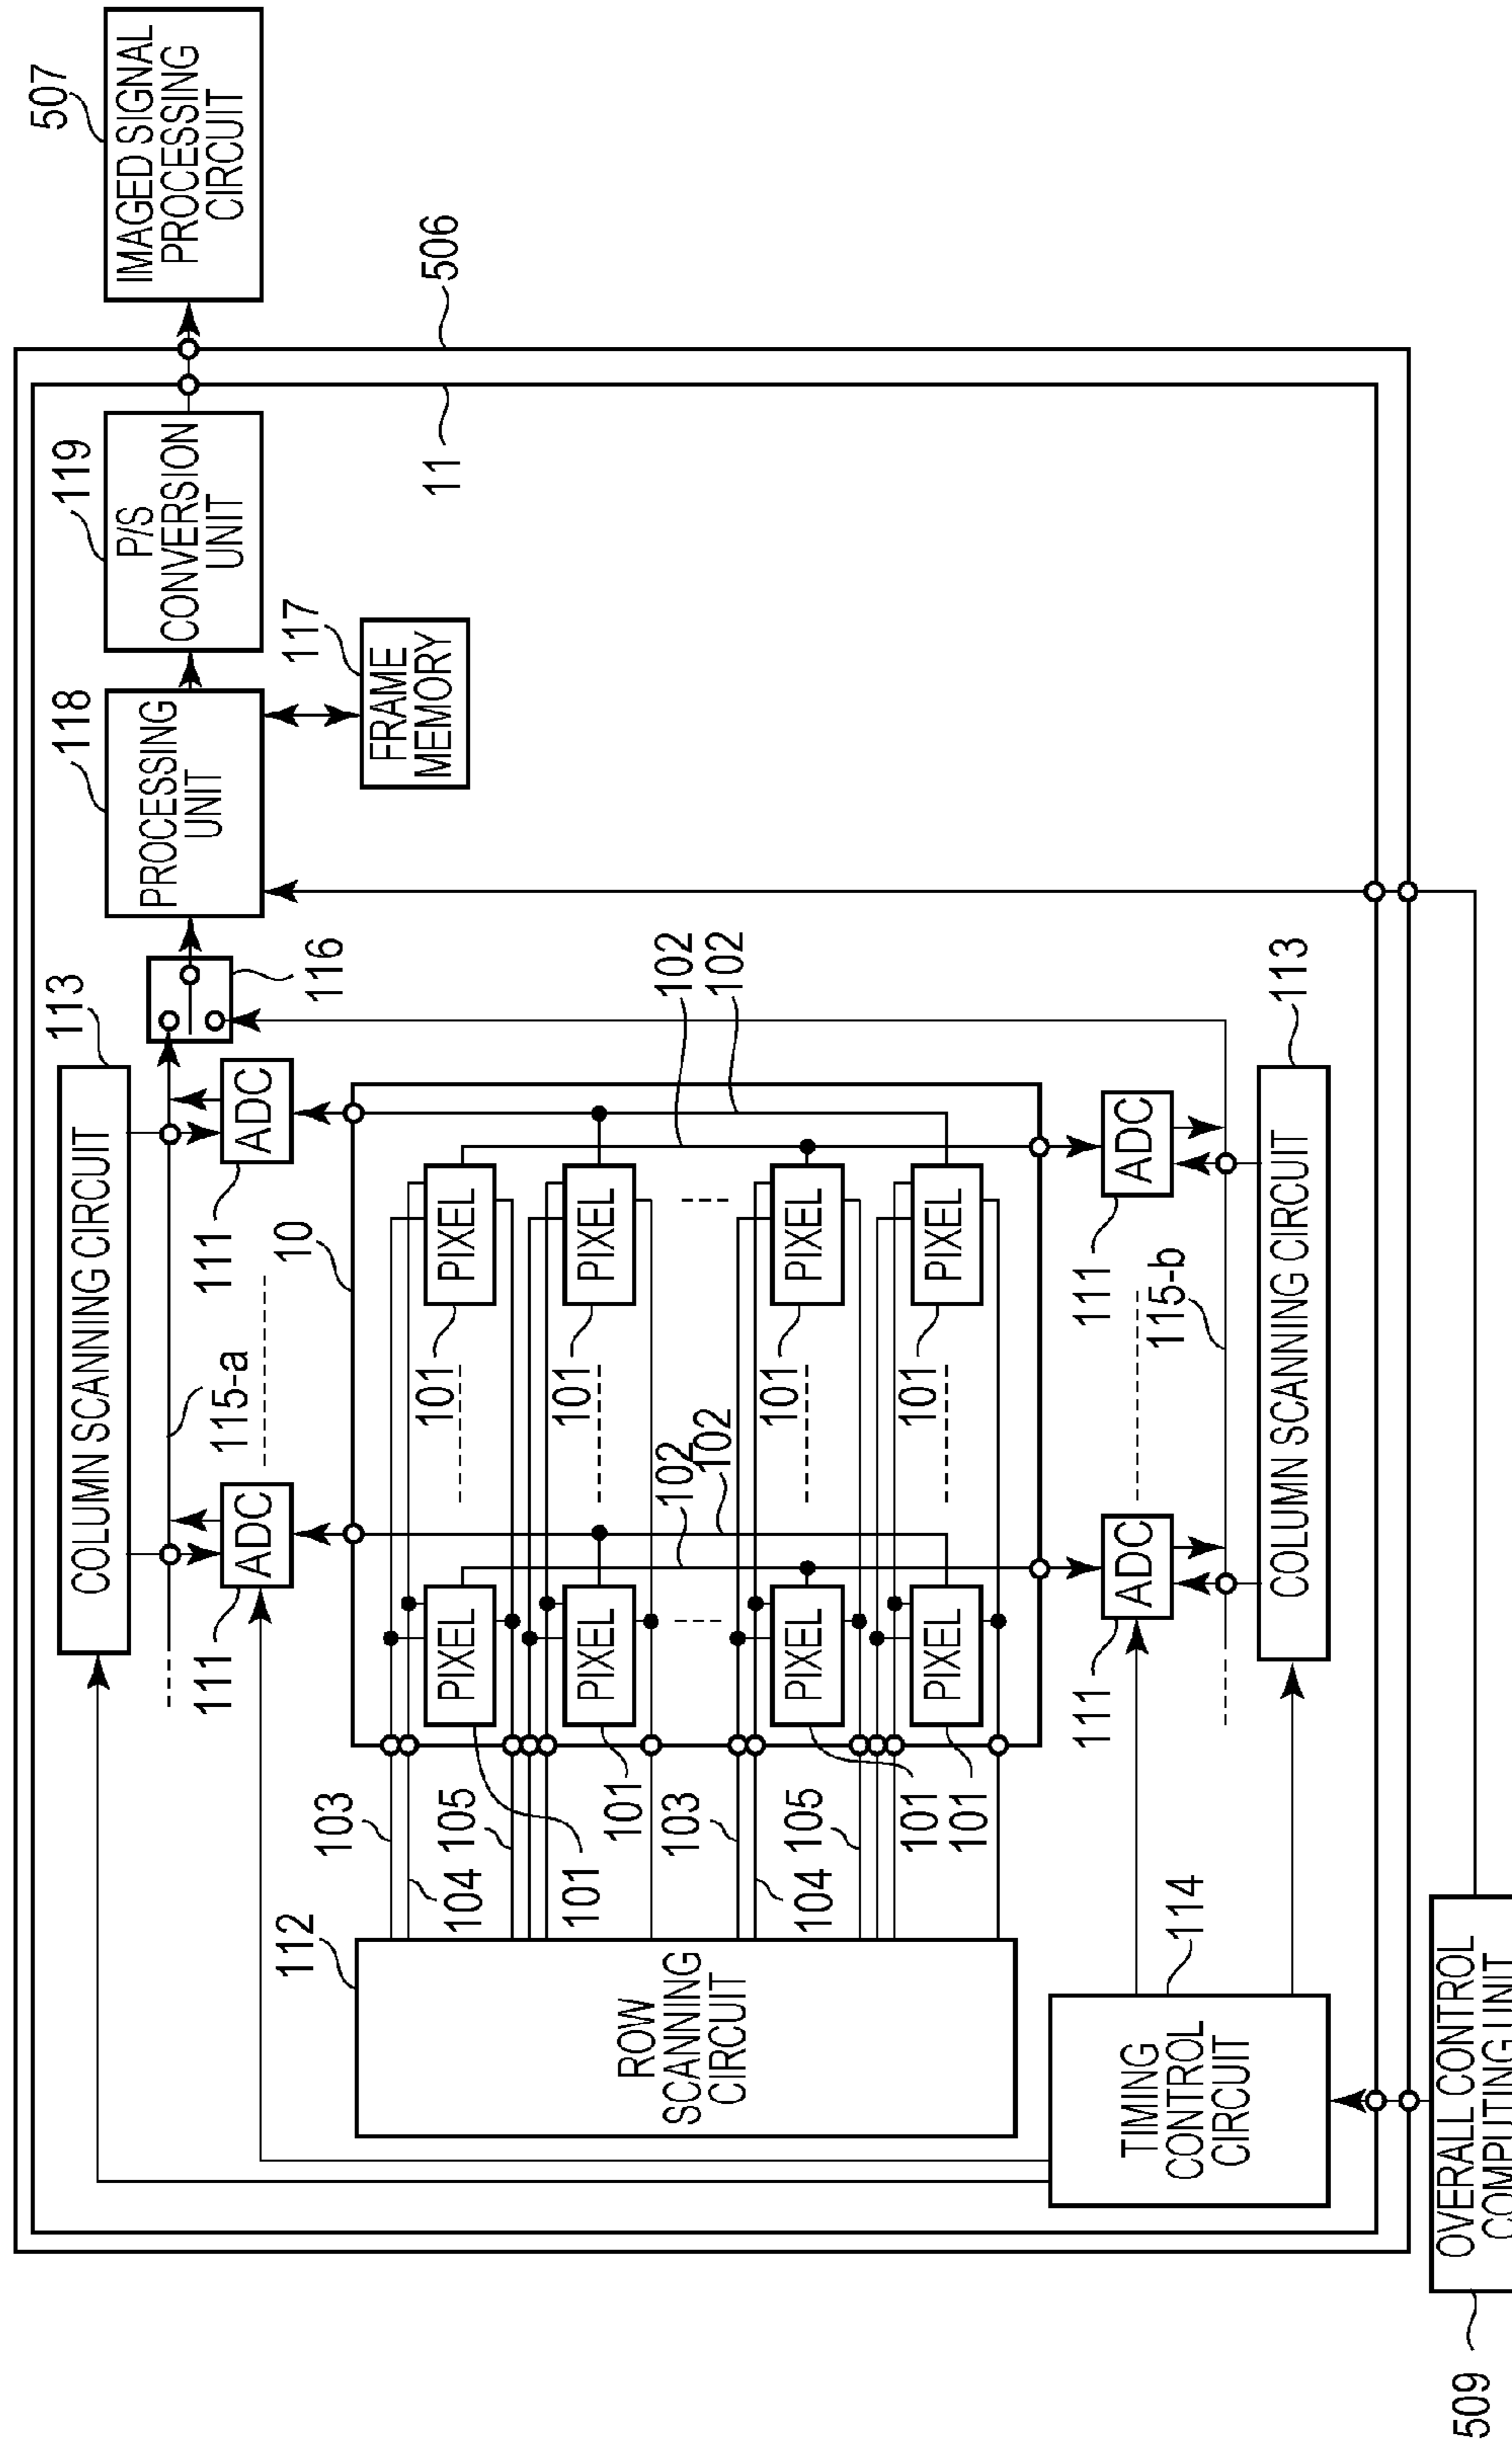 113
118
119
507
COLUMN SCANNING CIRCUIT
PROCESSING
UNIT
P/S
CONVERSION
UNIT
IMAGED SIGNAL
PROCESSING
CIRCUIT
111
115-a
111
ADC
ADC
112
10
116
117
FRAME
MEMORY
103
104
105
101
101
103
104
105
101
101
PIXEL
PIXEL
PIXEL
PIXEL
101
101
101
101
PIXEL
PIXEL
PIXEL
PIXEL
102
102
102
102
11
506
ROW
SCANNING
CIRCUIT
111
111
ADC
ADC
115-b
114
TIMING
CONTROL
CIRCUIT
113
COLUMN SCANNING CIRCUIT
509
OVERALL CONTROL
COMPUTING UNIT